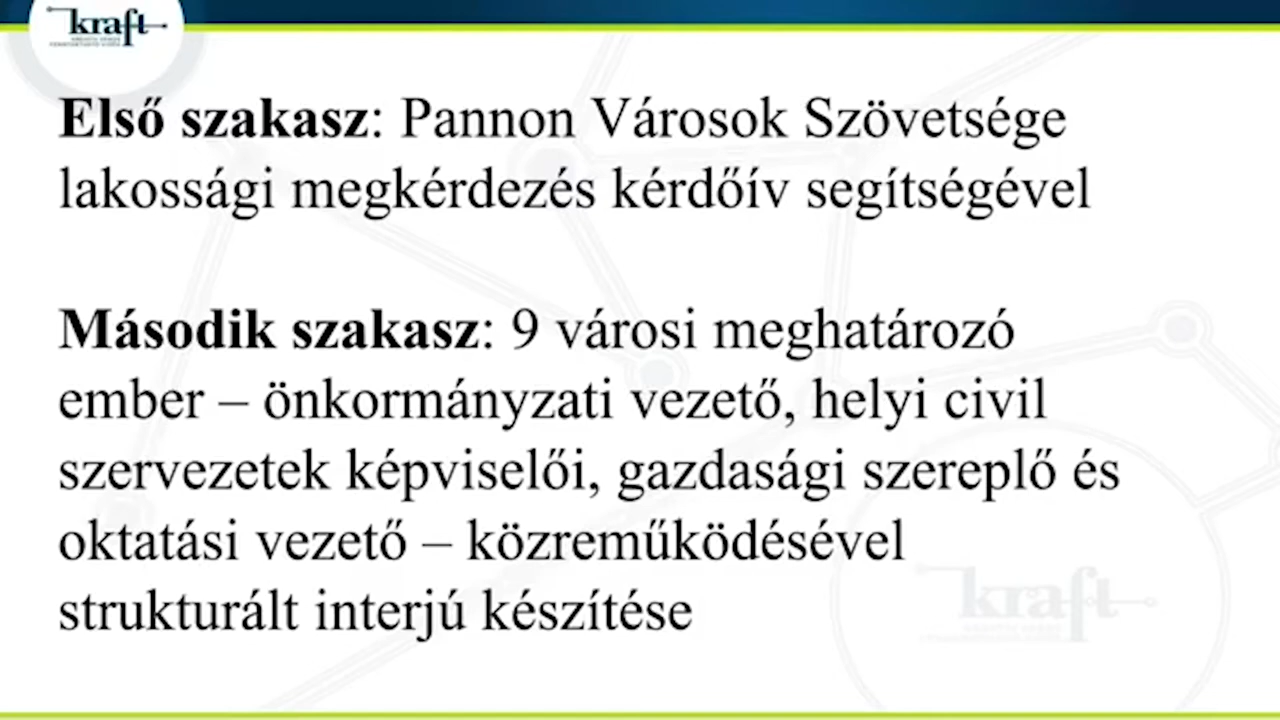 kraft
Első szakasz: Pannon Városok Szövetsége
lakossági megkérdezés kérdőív segítségével
Második szakasz: 9 városi meghatározó
ember – önkormányzati vezető, helyi civil
szervezetek képviselői, gazdasági szereplő és
oktatási vezető – közreműködésével
strukturált interjú készítése
kraft